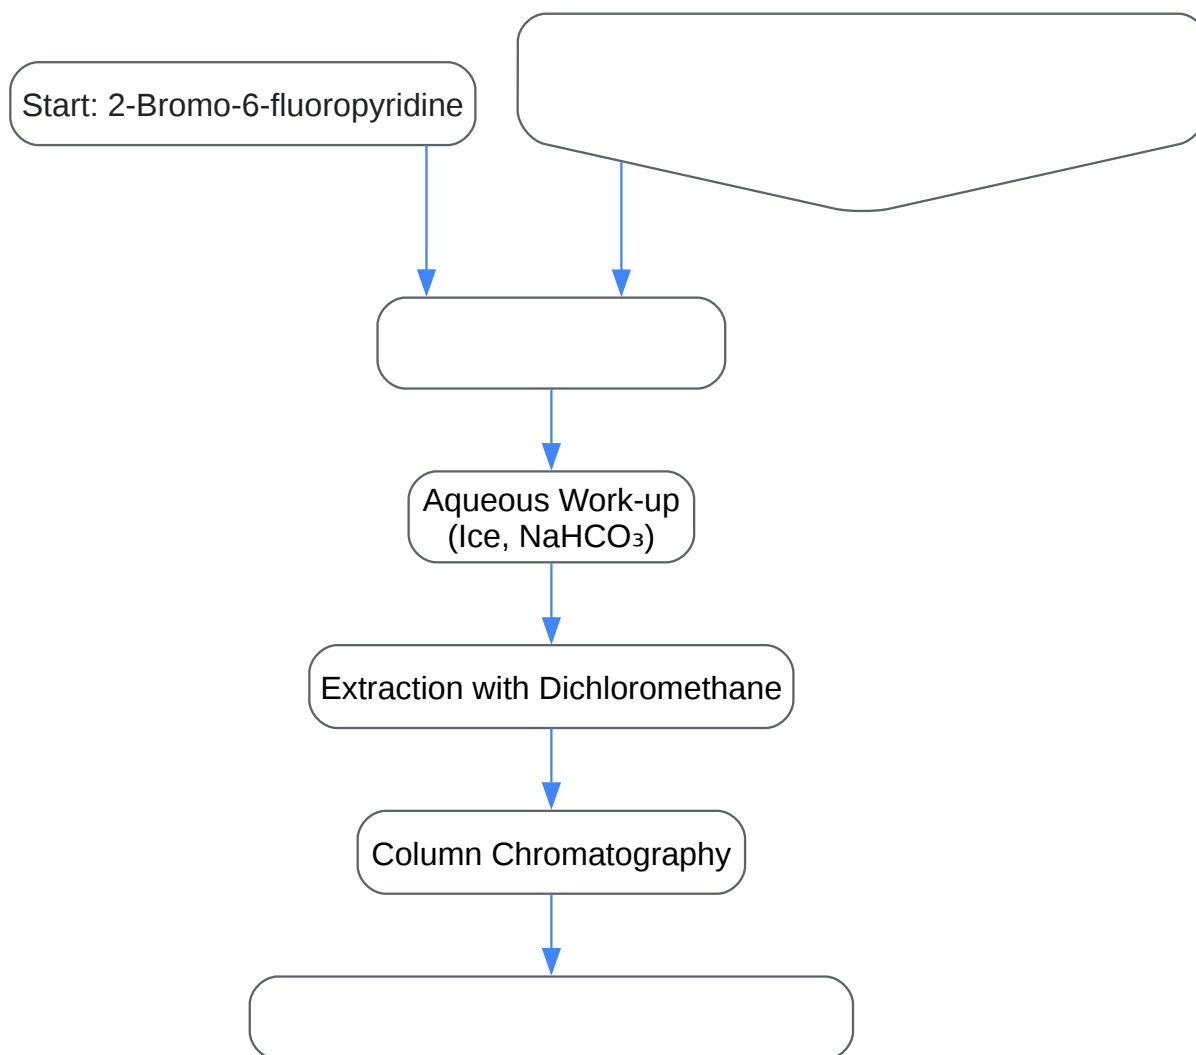 Start: 2-Bromo-6-fluoropyridine
Aqueous Work-up
(Ice, NaHCO₃)
Extraction with Dichloromethane
Column Chromatography